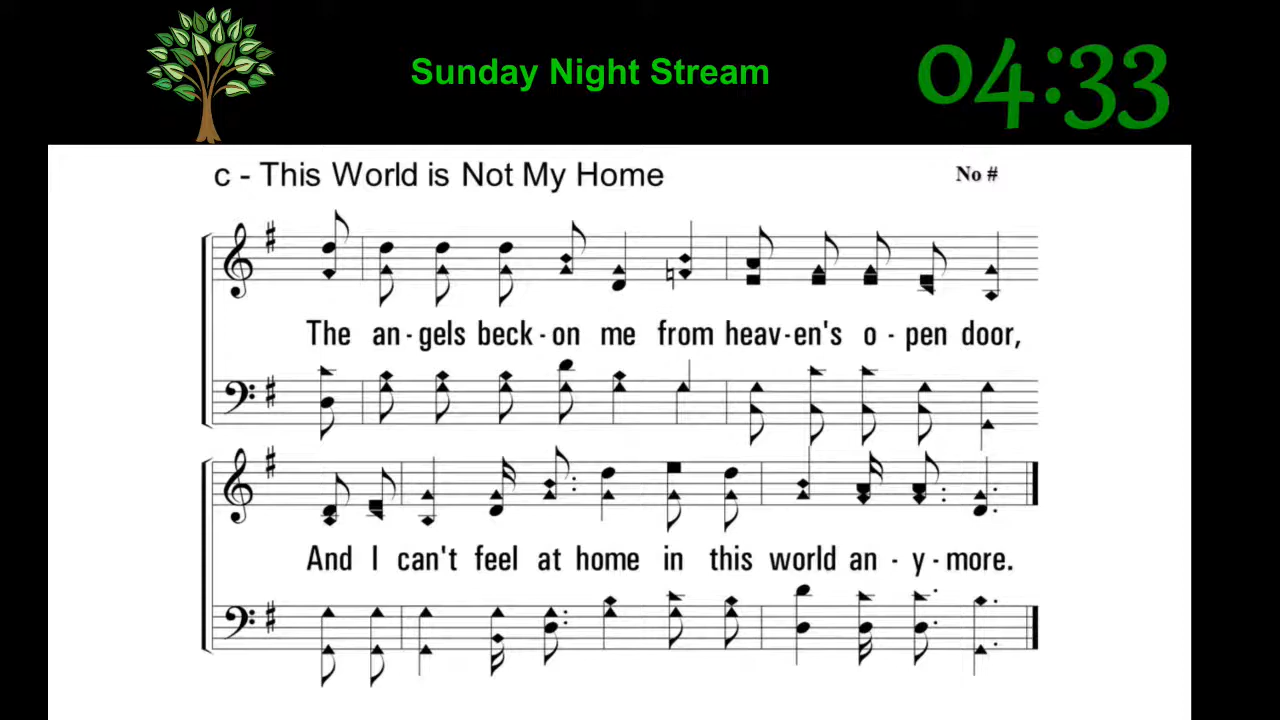 Sunday Night Stream
04:33
c - This World is Not My Home
No #
The an-gels beck-on me from heav-en's o-pen door,
And I can't feel at home in this world an-y-more.